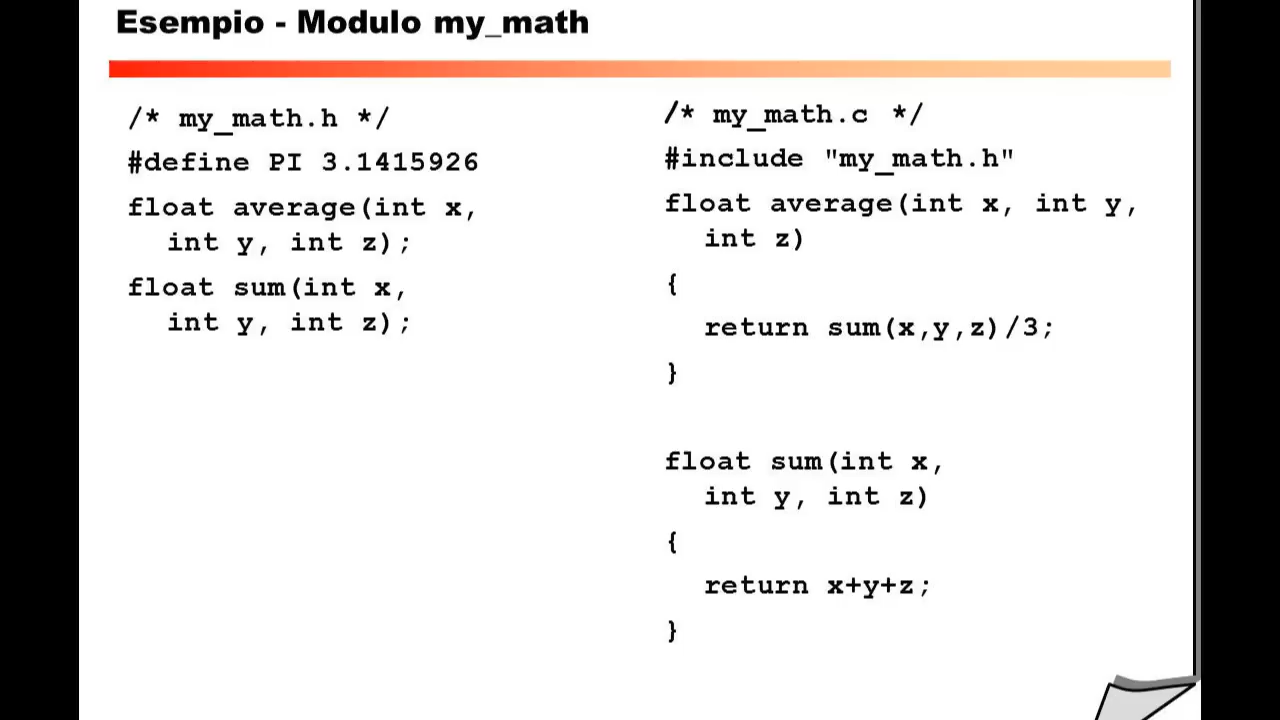 Esempio - Modulo my_math
/* my_math.h */
#define PI 3.1415926
float average(int x,
int y, int z);
float sum(int x,
int y, int z);
/* my_math.c */
#include "my_math.h"
float average(int x, int y,
int z)
{
return sum(x,y,z)/3;
}
float sum(int x,
int y, int z)
{
return x+y+z;
}